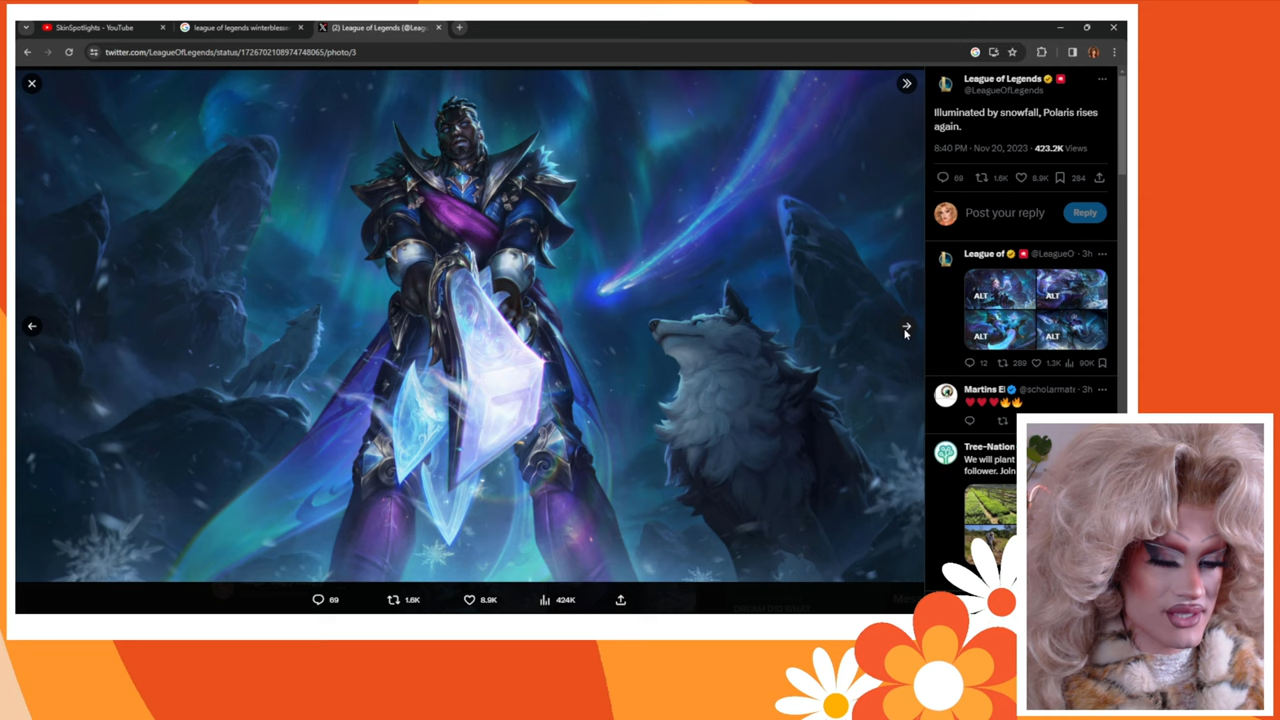 SkinSpotlights - YouTube
league of legends winterblesse
(2) League of Legends (@Leag
twitter.com/LeagueOfLegends/status/1726702108974748065/photo/3
League of Legends
@LeagueOfLegends
Illuminated by snowfall, Polaris rises
again.
8:40 PM · Nov 20, 2023 · 423.2K Views
69 1.6K 8.9K 284
Post your reply Reply
League of @LeagueO · 3h
ALT ALT
ALT ALT
12 289 1.3K 90K
Martins E @scholarmate · 3h
Tree-Nation
We will plant
follower. Join
69 1.6K 8.9K 424K